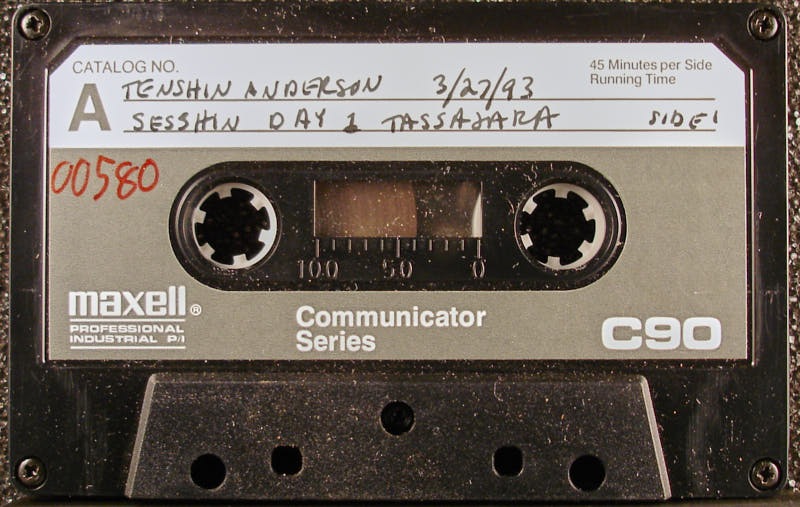 CATALOG NO.
45 Minutes per Side
Running Time
A
TENSHIN ANDERSON 3/27/93
SESSHIN DAY 1 TASSAJARA SIDE 1
00580
100 50 0
maxell®
PROFESSIONAL
INDUSTRIAL P/I
Communicator
Series
C90